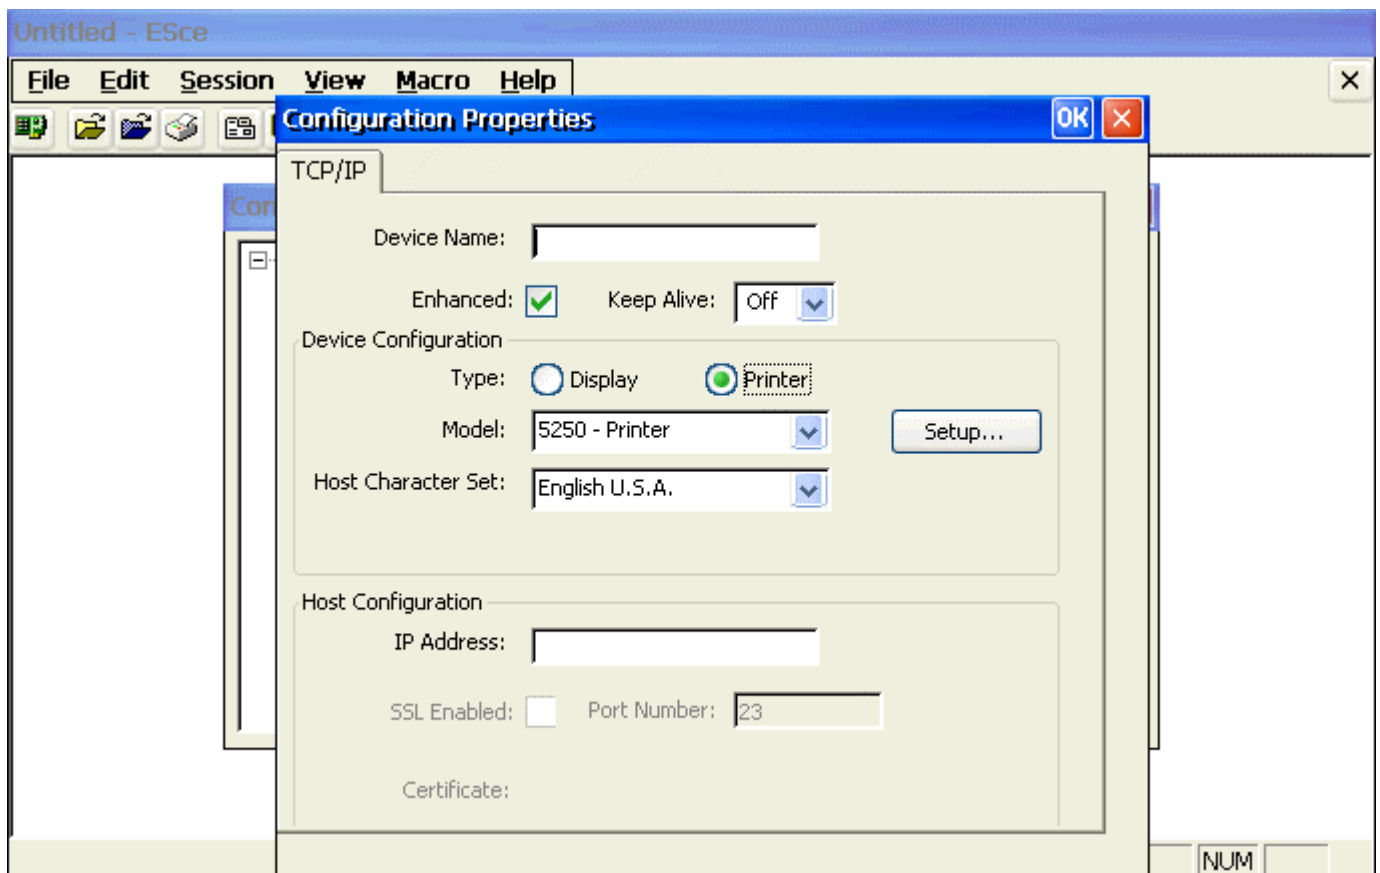 Untitled - ESce
File Edit Session View Macro Help
Configuration Properties OK
TCP/IP
Con
Device Name:
Enhanced: Keep Alive: Off
Device Configuration
Type: Display Printer
Model: 5250 - Printer Setup...
Host Character Set: English U.S.A.
Host Configuration
IP Address:
SSL Enabled: Port Number: 23
Certificate:
NUM